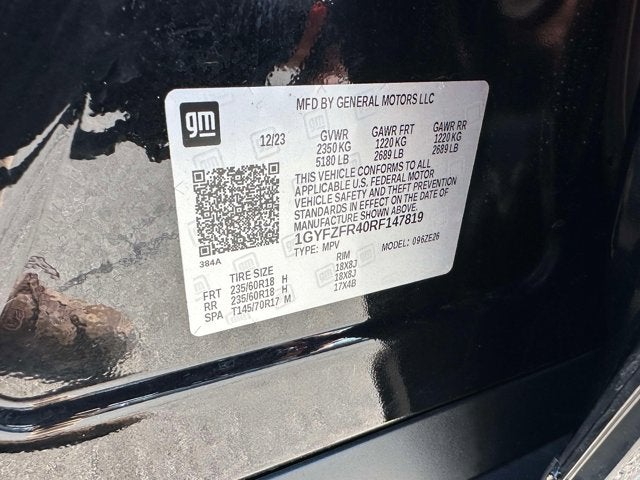 gm
MFD BY GENERAL MOTORS LLC
12/23 GVWR GAWR FRT GAWR RR
2350 KG 1220 KG 1220 KG
5180 LB 2689 LB 2689 LB
THIS VEHICLE CONFORMS TO ALL
APPLICABLE U.S. FEDERAL MOTOR
VEHICLE SAFETY AND THEFT PREVENTION
STANDARDS IN EFFECT ON THE DATE OF
MANUFACTURE SHOWN ABOVE.
1GYFZFR40RF147819
384A TYPE: MPV MODEL: 096ZE26
TIRE SIZE RIM
FRT 235/60R18 H 18X8J
RR 235/60R18 H 18X8J
SPA T145/70R17 M 17X4B